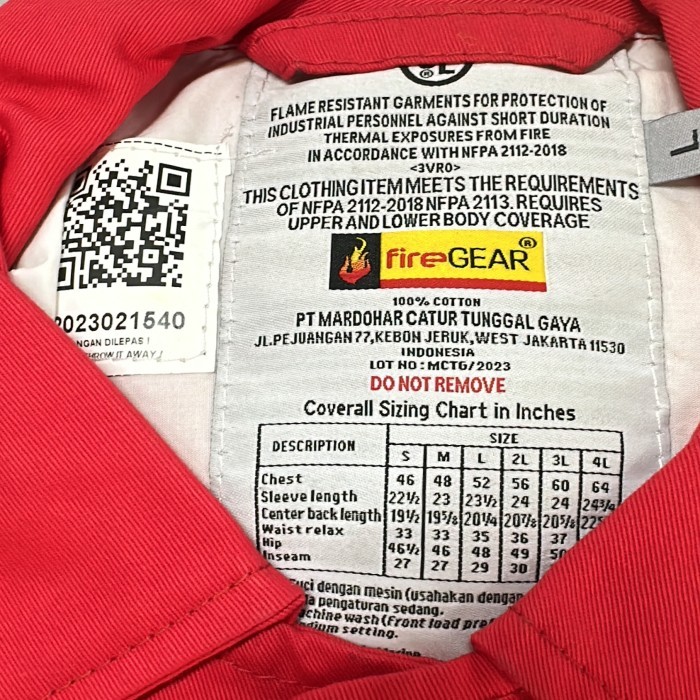 UL
FLAME RESISTANT GARMENTS FOR PROTECTION OF
INDUSTRIAL PERSONNEL AGAINST SHORT DURATION
THERMAL EXPOSURES FROM FIRE
IN ACCORDANCE WITH NFPA 2112-2018
<3VR0>
THIS CLOTHING ITEM MEETS THE REQUIREMENTS
OF NFPA 2112-2018 NFPA 2113. REQUIRES
UPPER AND LOWER BODY COVERAGE
fireGEAR®
100% COTTON
PT MARDOHAR CATUR TUNGGAL GAYA
JL.PEJUANGAN 77,KEBON JERUK,WEST JAKARTA 11530
INDONESIA
LOT NO: MCTG/2023
DO NOT REMOVE
Coverall Sizing Chart in Inches
DESCRIPTION SIZE
S M L 2L 3L 4L
Chest 46 48 52 56 60 64
Sleeve length 22½ 23 23½ 24 24 24¾
Center back length 19½ 19⅝ 20¼ 20⅞ 20⅝
Waist relax 33 33 35 36 37
Hip 46½ 46 48 49
Inseam 27 27 29 30
dengan mesin (usahakan dengan
pengaturan sedang.
wash (Front load
setting.
2023021540
DILEPAS !
THROW IT AWAY !
L